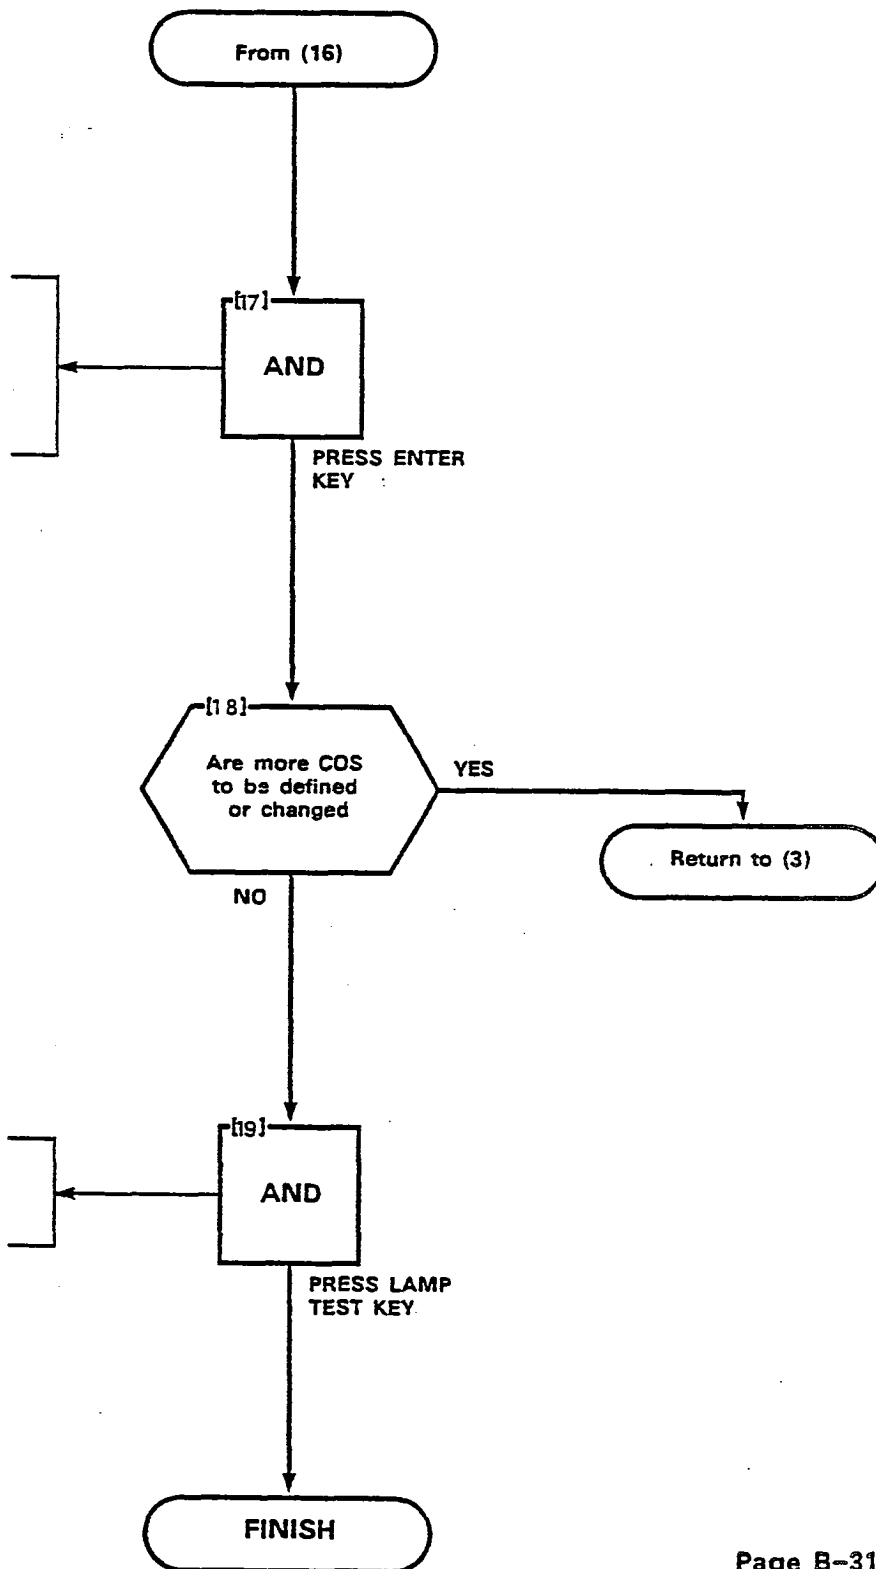 From (16)
[17]
AND
PRESS ENTER
KEY
[18]
Are more COS
to be defined
or changed
YES
Return to (3)
NO
[19]
AND
PRESS LAMP
TEST KEY
FINISH
Page B-31